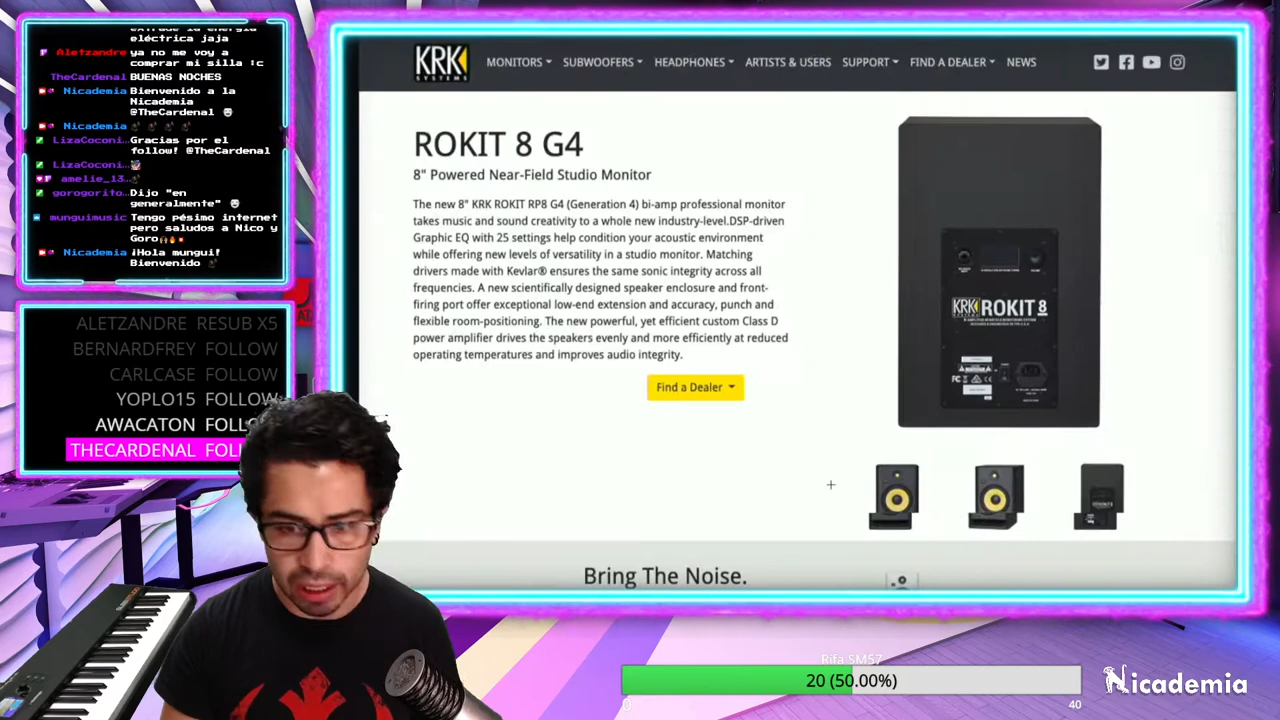 eléctrica jaja
Aletzandre ya no me voy a
comprar mi silla :c
TheCardenal BUENAS NOCHES
Nicademia Bienvenido a la
Nicademia
@TheCardenal
Nicademia
LizaCoconi… Gracias por el
follow! @TheCardenal
LizaCoconi…
amelie_13…
gorogorito… Dijo "en
generalmente"
munguimusic Tengo pésimo internet
pero saludos a Nico y
Goro
Nicademia ¡Hola mungui!
Bienvenido
ALETZANDRE RESUB X5
BERNARDFREY FOLLOW
CARLCASE FOLLOW
YOPLO15 FOLLOW
AWACATON FOLLO
THECARDENAL FOLL
KRK
SYSTEMS
MONITORS SUBWOOFERS HEADPHONES ARTISTS & USERS SUPPORT FIND A DEALER NEWS
ROKIT 8 G4
8" Powered Near-Field Studio Monitor
The new 8" KRK ROKIT RP8 G4 (Generation 4) bi-amp professional monitor
takes music and sound creativity to a whole new industry-level.DSP-driven
Graphic EQ with 25 settings help condition your acoustic environment
while offering new levels of versatility in a studio monitor. Matching
drivers made with Kevlar® ensures the same sonic integrity across all
frequencies. A new scientifically designed speaker enclosure and front-
firing port offer exceptional low-end extension and accuracy, punch and
flexible room-positioning. The new powerful, yet efficient custom Class D
power amplifier drives the speakers evenly and more efficiently at reduced
operating temperatures and improves audio integrity.
Find a Dealer
KRK ROKIT 8
Bring The Noise.
Rifa SM57
20 (50.00%)
0 40
Nicademia